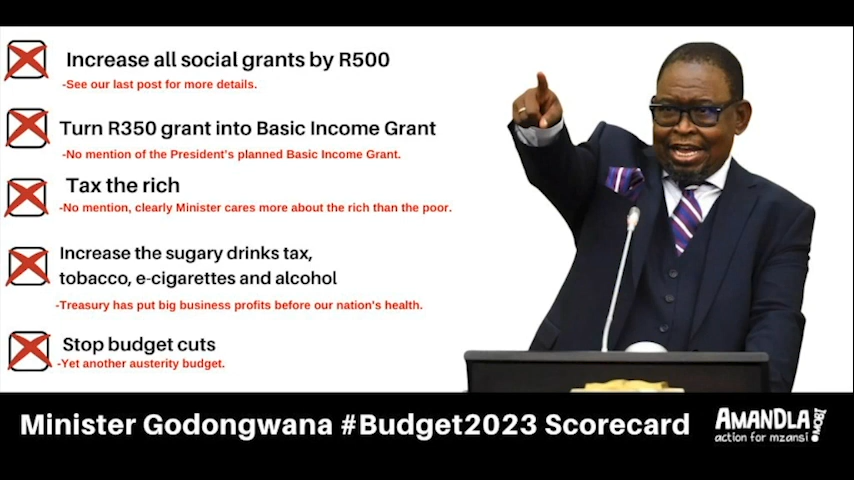 Increase all social grants by R500
-See our last post for more details.
Turn R350 grant into Basic Income Grant
-No mention of the President's planned Basic Income Grant.
Tax the rich
-No mention, clearly Minister cares more about the rich than the poor.
Increase the sugary drinks tax,
tobacco, e-cigarettes and alcohol
-Treasury has put big business profits before our nation's health.
Stop budget cuts
-Yet another austerity budget.
Minister Godongwana #Budget2023 Scorecard
AMANDLA
.MOBI
action for mzansi